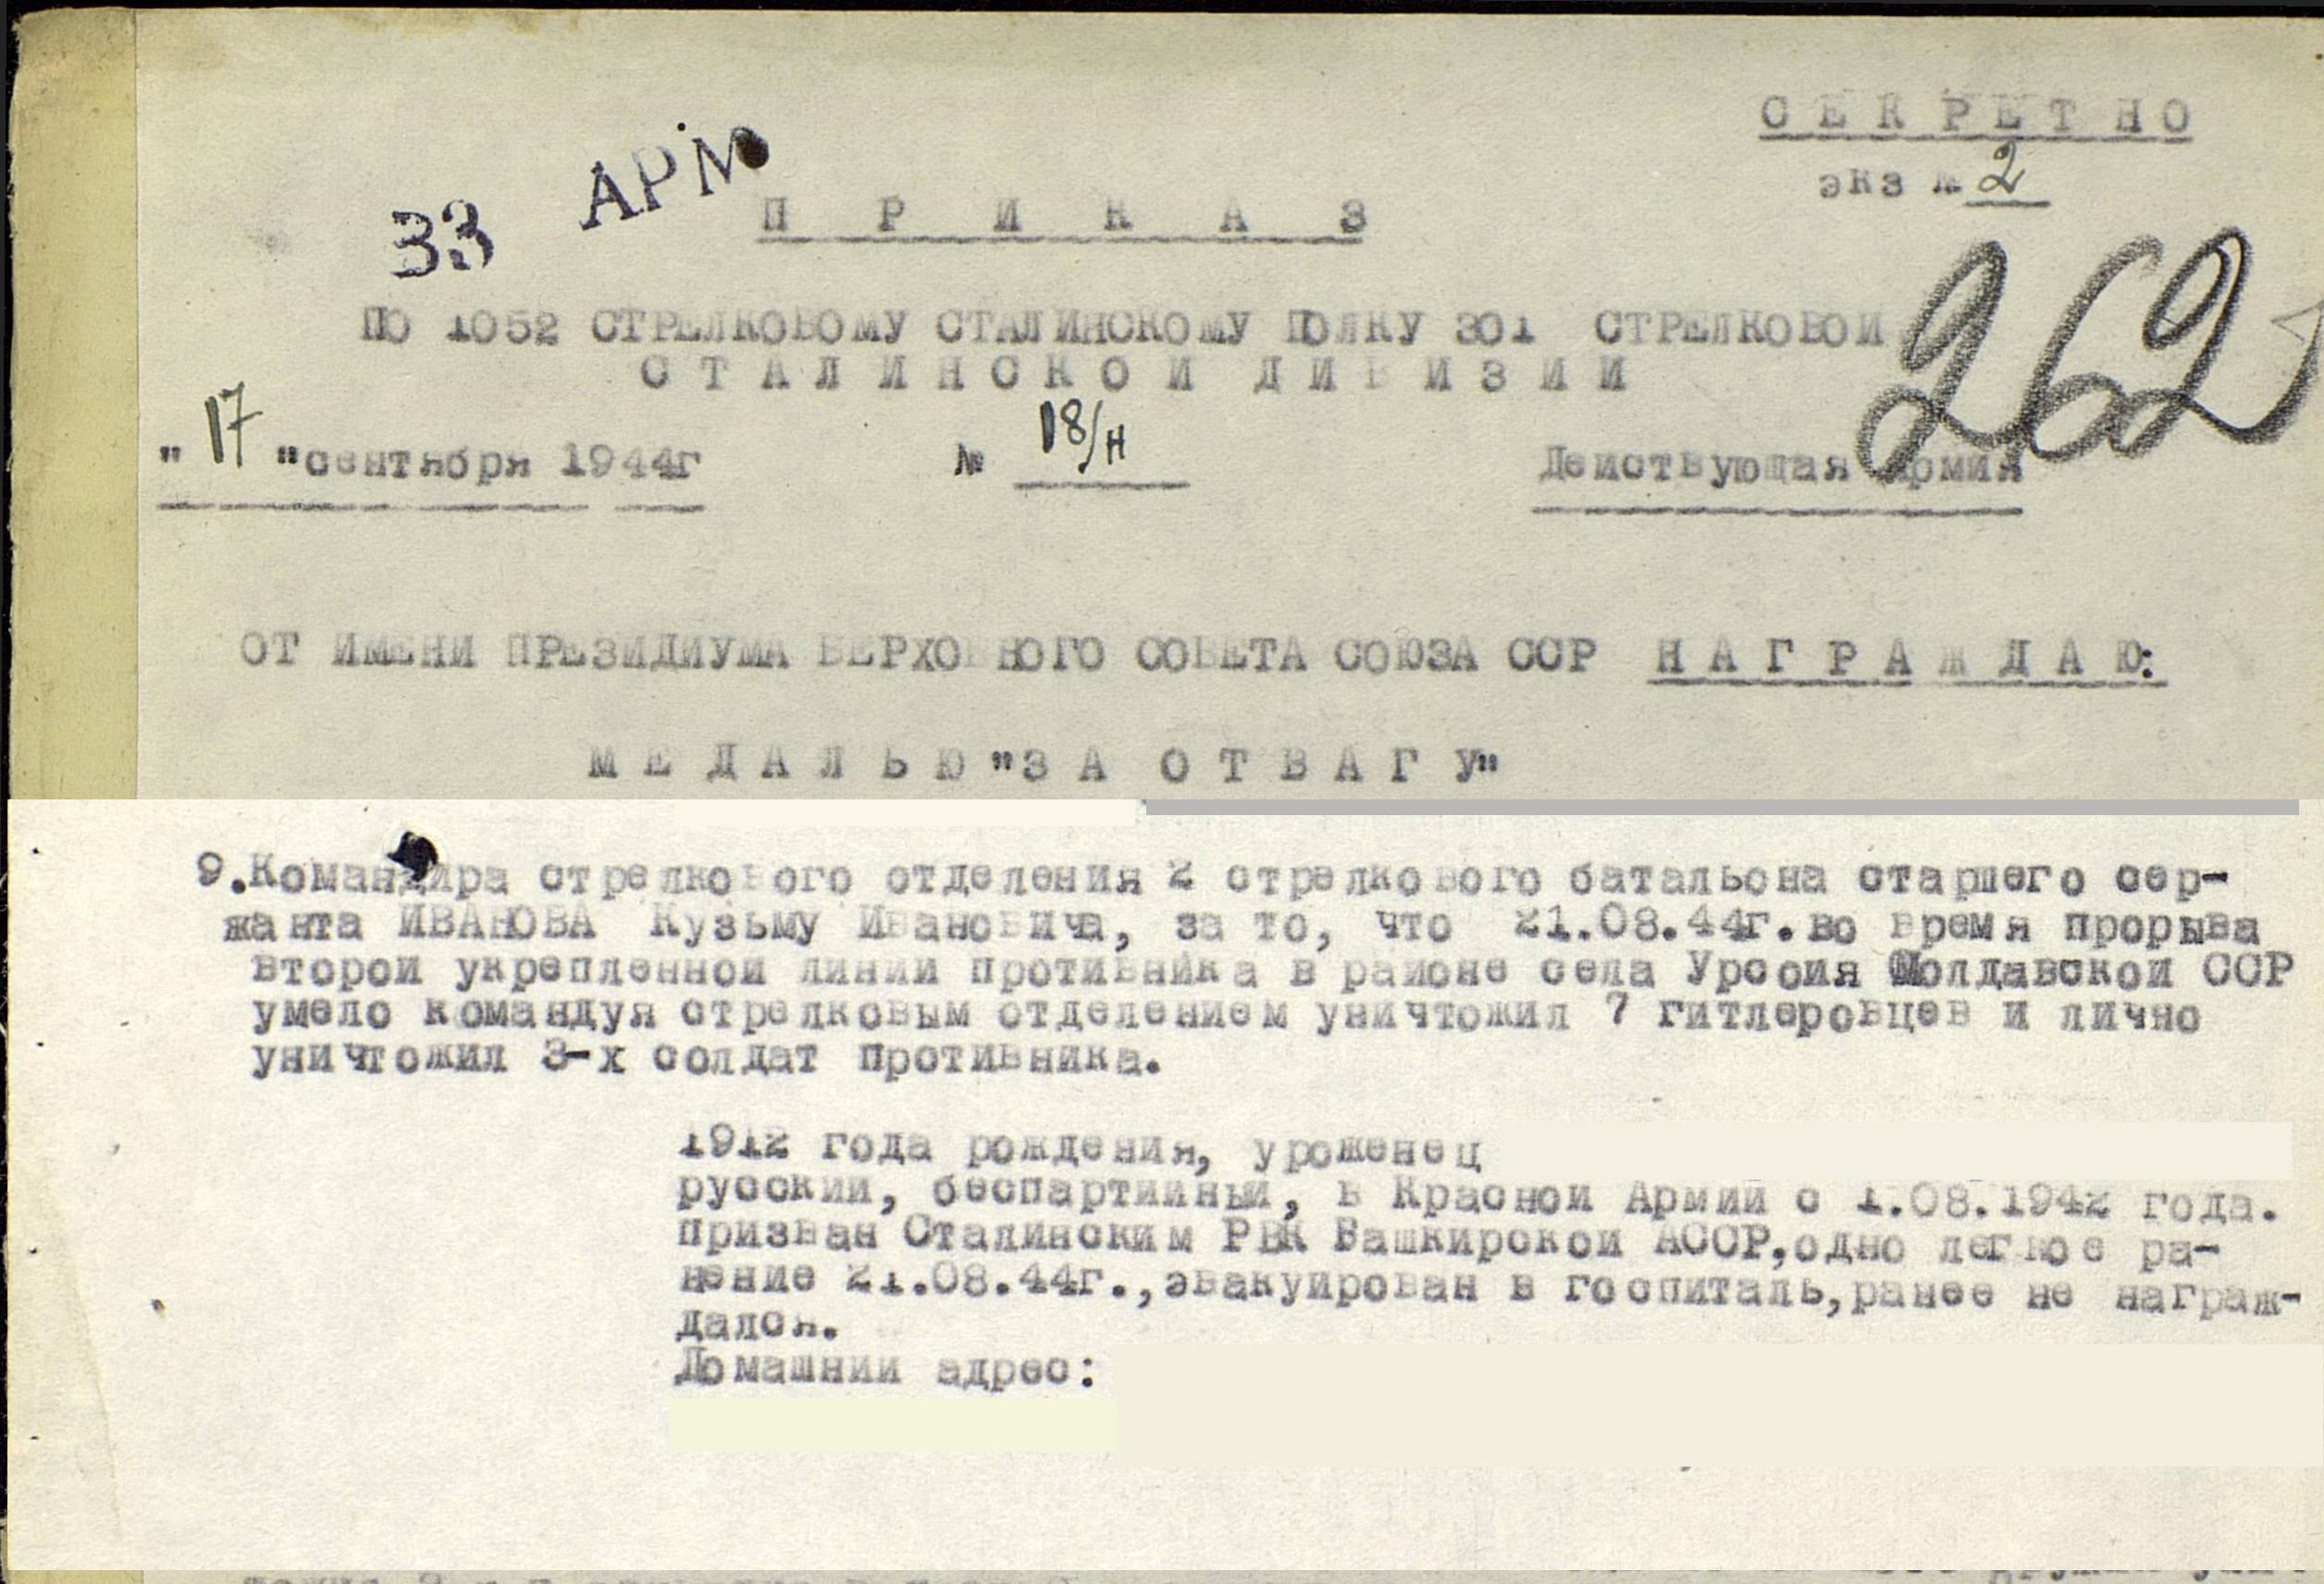 СЕКРЕТНО
экз № 2
33 АРМ
ПРИКАЗ
262
ПО 1052 СТРЕЛКОВОМУ СТАЛИНСКОМУ ПОЛКУ 301 СТРЕЛКОВОЙ
СТАЛИНСКОЙ ДИВИЗИИ
"17" сентября 1944г № 18/н Действующая армия
ОТ ИМЕНИ ПРЕЗИДИУМА ВЕРХОВНОГО СОВЕТА СОЮЗА ССР НАГРАЖДАЮ:
МЕДАЛЬЮ "ЗА ОТВАГУ"
9.Командира стрелкового отделения 2 стрелкового батальона старшего сер-
жанта ИВАНОВА Кузьму Ивановича, за то, что 21.08.44г.во время прорыва
второй укрепленной линии противника в районе села Урсоия Молдавской ССР
умело командуя стрелковым отделением уничтожил 7 гитлеровцев и лично
уничтожил 3-х солдат противника.
1912 года рождения, уроженец
русский, беспартийный, в Красной Армии с 1.08.1942 года.
призван Сталинским РВК Башкирской АССР,одно легкое ра-
нение 21.08.44г.,эвакуирован в госпиталь,ранее не награж-
дался.
Домашний адрес: